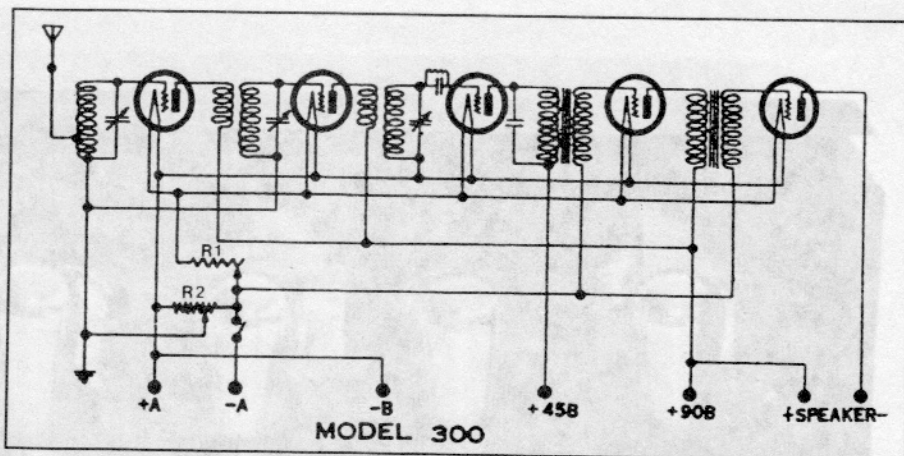 R1
R2
+A -A -B +45B +90B +SPEAKER-
MODEL 300